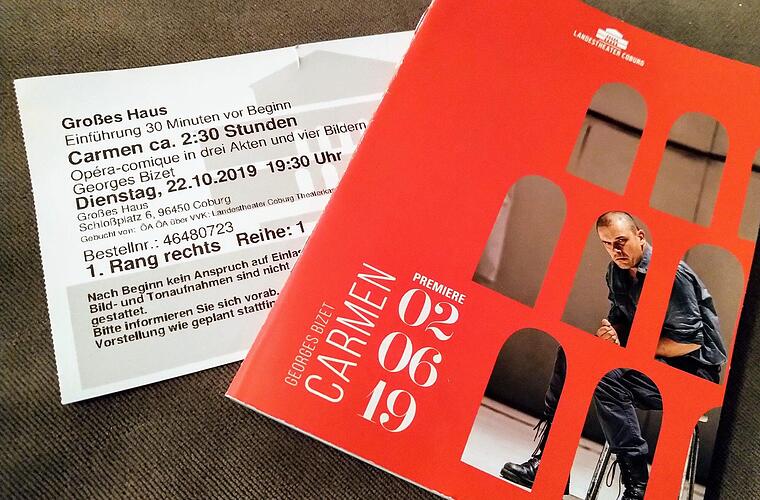 Großes Haus
Einführung 30 Minuten vor Beginn
Carmen ca. 2:30 Stunden
Opéra-comique in drei Akten und vier Bildern
Georges Bizet
Dienstag, 22.10.2019 19:30 Uhr
Großes Haus
Schloßplatz 6, 96450 Coburg
Gebucht von: ÖA ÖA über VVK: Landestheater Coburg Theaterkas
Bestellnr.: 46480723
1. Rang rechts Reihe: 1
Nach Beginn kein Anspruch auf Einlas
Bild- und Tonaufnahmen sind nicht
gestattet.
Bitte informieren Sie sich vorab,
Vorstellung wie geplant stattfin
LANDESTHEATER COBURG
GEORGES BIZET
CARMEN
PREMIERE
02
06
19